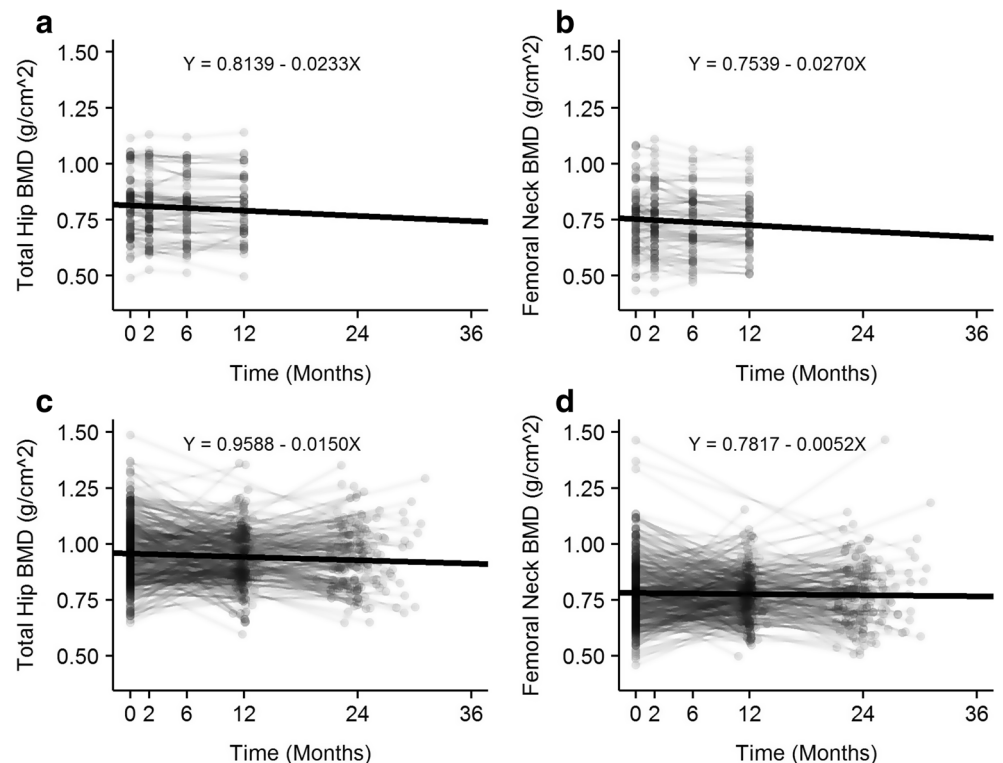 a
Y = 0.8139 - 0.0233X
Total Hip BMD (g/cm^2)
1.50
1.25
1.00
0.75
0.50
0 2 6 12 24 36
Time (Months)
b
Y = 0.7539 - 0.0270X
Femoral Neck BMD (g/cm^2)
1.50
1.25
1.00
0.75
0.50
0 2 6 12 24 36
Time (Months)
c
Y = 0.9588 - 0.0150X
Total Hip BMD (g/cm^2)
1.50
1.25
1.00
0.75
0.50
0 2 6 12 24 36
Time (Months)
d
Y = 0.7817 - 0.0052X
Femoral Neck BMD (g/cm^2)
1.50
1.25
1.00
0.75
0.50
0 2 6 12 24 36
Time (Months)